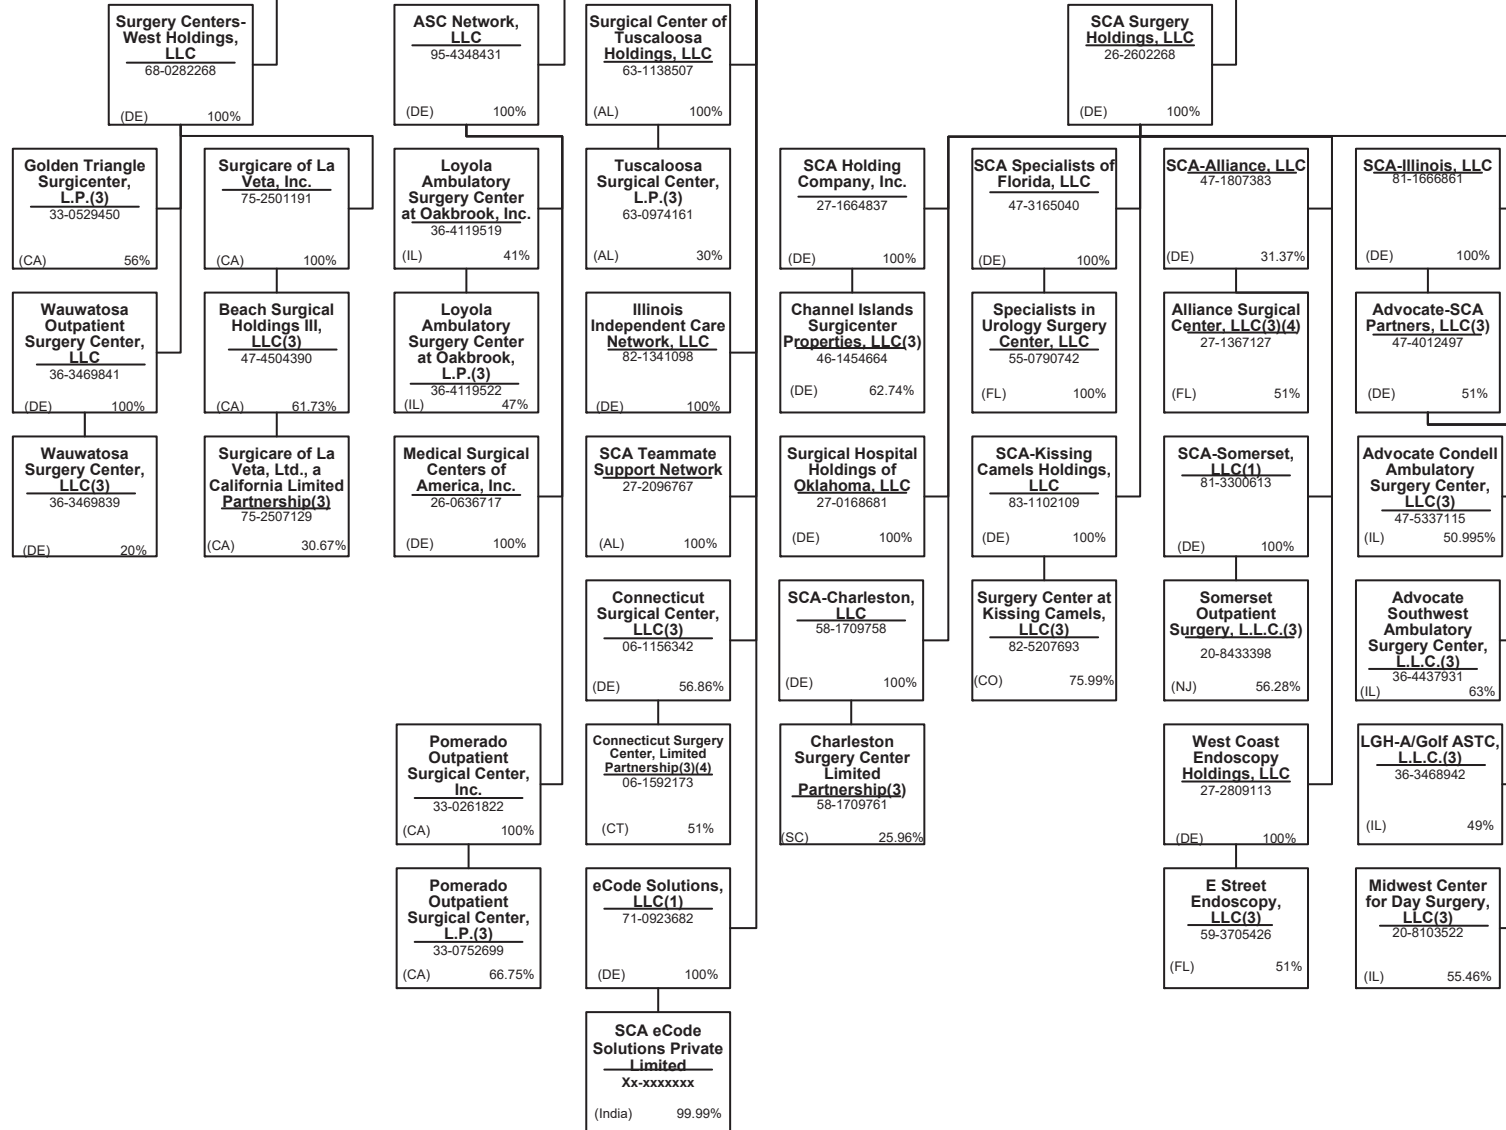 Surgery Centers-
West Holdings,
LLC
68-0282268
(DE) 100%
ASC Network,
LLC
95-4348431
(DE) 100%
Surgical Center of
Tuscaloosa
Holdings, LLC
63-1138507
(AL) 100%
SCA Surgery
Holdings, LLC
26-2602268
(DE) 100%
Golden Triangle
Surgicenter,
L.P.(3)
33-0529450
(CA) 56%
Surgicare of La
Veta, Inc.
75-2501191
(CA) 100%
Loyola
Ambulatory
Surgery Center
at Oakbrook, Inc.
36-4119519
(IL) 41%
Tuscaloosa
Surgical Center,
L.P.(3)
63-0974161
(AL) 30%
SCA Holding
Company, Inc.
27-1664837
(DE) 100%
SCA Specialists of
Florida, LLC
47-3165040
(DE) 100%
SCA-Alliance, LLC
47-1807383
(DE) 31.37%
SCA-Illinois, LLC
81-1666861
(DE) 100%
Wauwatosa
Outpatient
Surgery Center,
LLC
36-3469841
(DE) 100%
Beach Surgical
Holdings III,
LLC(3)
47-4504390
(CA) 61.73%
Loyola
Ambulatory
Surgery Center
at Oakbrook,
L.P.(3)
36-4119522
(IL) 47%
Illinois
Independent Care
Network, LLC
82-1341098
(DE) 100%
Channel Islands
Surgicenter
Properties, LLC(3)
46-1454664
(DE) 62.74%
Specialists in
Urology Surgery
Center, LLC
55-0790742
(FL) 100%
Alliance Surgical
Center, LLC(3)(4)
27-1367127
(FL) 51%
Advocate-SCA
Partners, LLC(3)
47-4012497
(DE) 51%
Wauwatosa
Surgery Center,
LLC(3)
36-3469839
(DE) 20%
Surgicare of La
Veta, Ltd., a
California Limited
Partnership(3)
75-2507129
(CA) 30.67%
Medical Surgical
Centers of
America, Inc.
26-0636717
(DE) 100%
SCA Teammate
Support Network
27-2096767
(AL) 100%
Surgical Hospital
Holdings of
Oklahoma, LLC
27-0168681
(DE) 100%
SCA-Kissing
Camels Holdings,
LLC
83-1102109
(DE) 100%
SCA-Somerset,
LLC(1)
81-3300613
(DE) 100%
Advocate Condell
Ambulatory
Surgery Center,
LLC(3)
47-5337115
(IL) 50.995%
Connecticut
Surgical Center,
LLC(3)
06-1156342
(DE) 56.86%
SCA-Charleston,
LLC
58-1709758
(DE) 100%
Surgery Center at
Kissing Camels,
LLC(3)
82-5207693
(CO) 75.99%
Somerset
Outpatient
Surgery, L.L.C.(3)
20-8433398
(NJ) 56.28%
Advocate
Southwest
Ambulatory
Surgery Center,
L.L.C.(3)
36-4437931
(IL) 63%
Pomerado
Outpatient
Surgical Center,
Inc.
33-0261822
(CA) 100%
Connecticut Surgery
Center, Limited
Partnership(3)(4)
06-1592173
(CT) 51%
Charleston
Surgery Center
Limited
Partnership(3)
58-1709761
(SC) 25.96%
West Coast
Endoscopy
Holdings, LLC
27-2809113
(DE) 100%
LGH-A/Golf ASTC,
L.L.C.(3)
36-3468942
(IL) 49%
Pomerado
Outpatient
Surgical Center,
L.P.(3)
33-0752699
(CA) 66.75%
eCode Solutions,
LLC(1)
71-0923682
(DE) 100%
E Street
Endoscopy,
LLC(3)
59-3705426
(FL) 51%
Midwest Center
for Day Surgery,
LLC(3)
20-8103522
(IL) 55.46%
SCA eCode
Solutions Private
Limited
Xx-xxxxxxx
(India) 99.99%